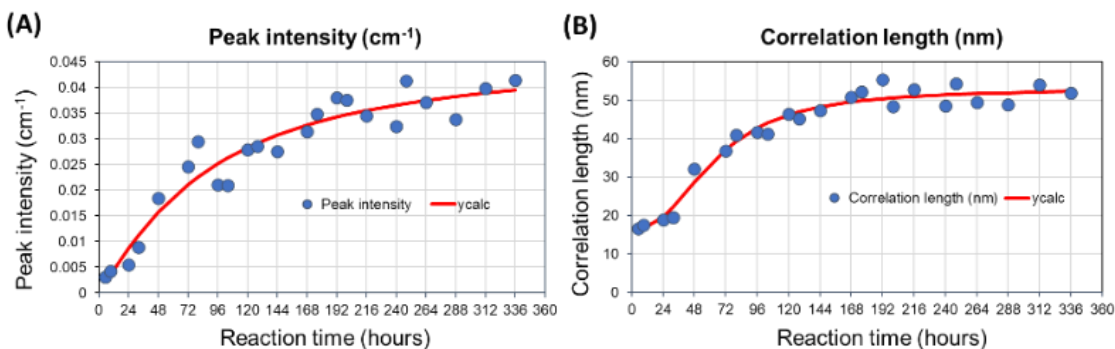 (A)
Peak intensity (cm⁻¹)
Peak intensity (cm⁻¹)
0.045
0.04
0.035
0.03
0.025
0.02
0.015
0.01
0.005
0
Peak intensity ycalc
0 24 48 72 96 120 144 168 192 216 240 264 288 312 336 360
Reaction time (hours)
(B)
Correlation length (nm)
Correlation length (nm)
60
50
40
30
20
10
0
Correlation length (nm) ycalc
0 24 48 72 96 120 144 168 192 216 240 264 288 312 336 360
Reaction time (hours)